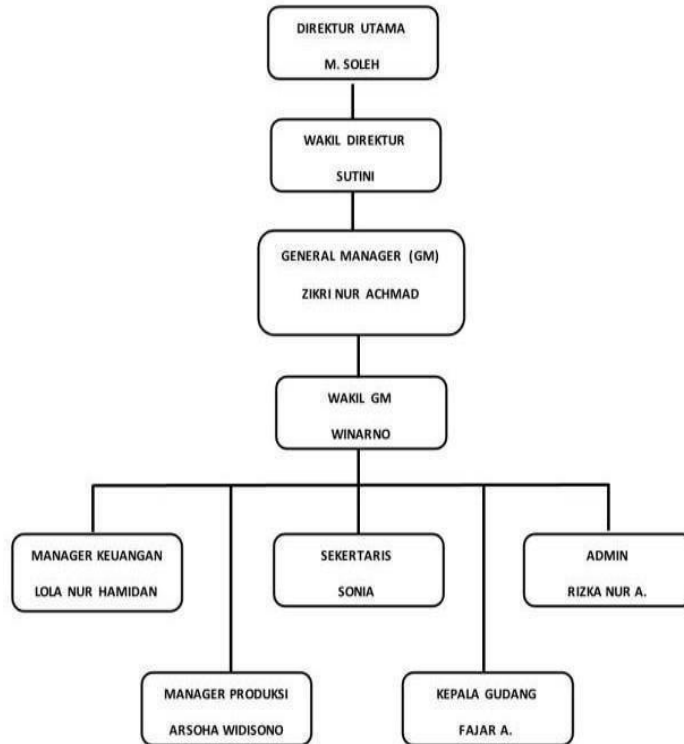 DIREKTUR UTAMA
M. SOLEH
WAKIL DIREKTUR
SUTINI
GENERAL MANAGER (GM)
ZIKRI NUR ACHMAD
WAKIL GM
WINARNO
MANAGER KEUANGAN
LOLA NUR HAMIDAN
SEKERTARIS
SONIA
ADMIN
RIZKA NUR A.
MANAGER PRODUKSI
ARSOHA WIDISONO
KEPALA GUDANG
FAJAR A.